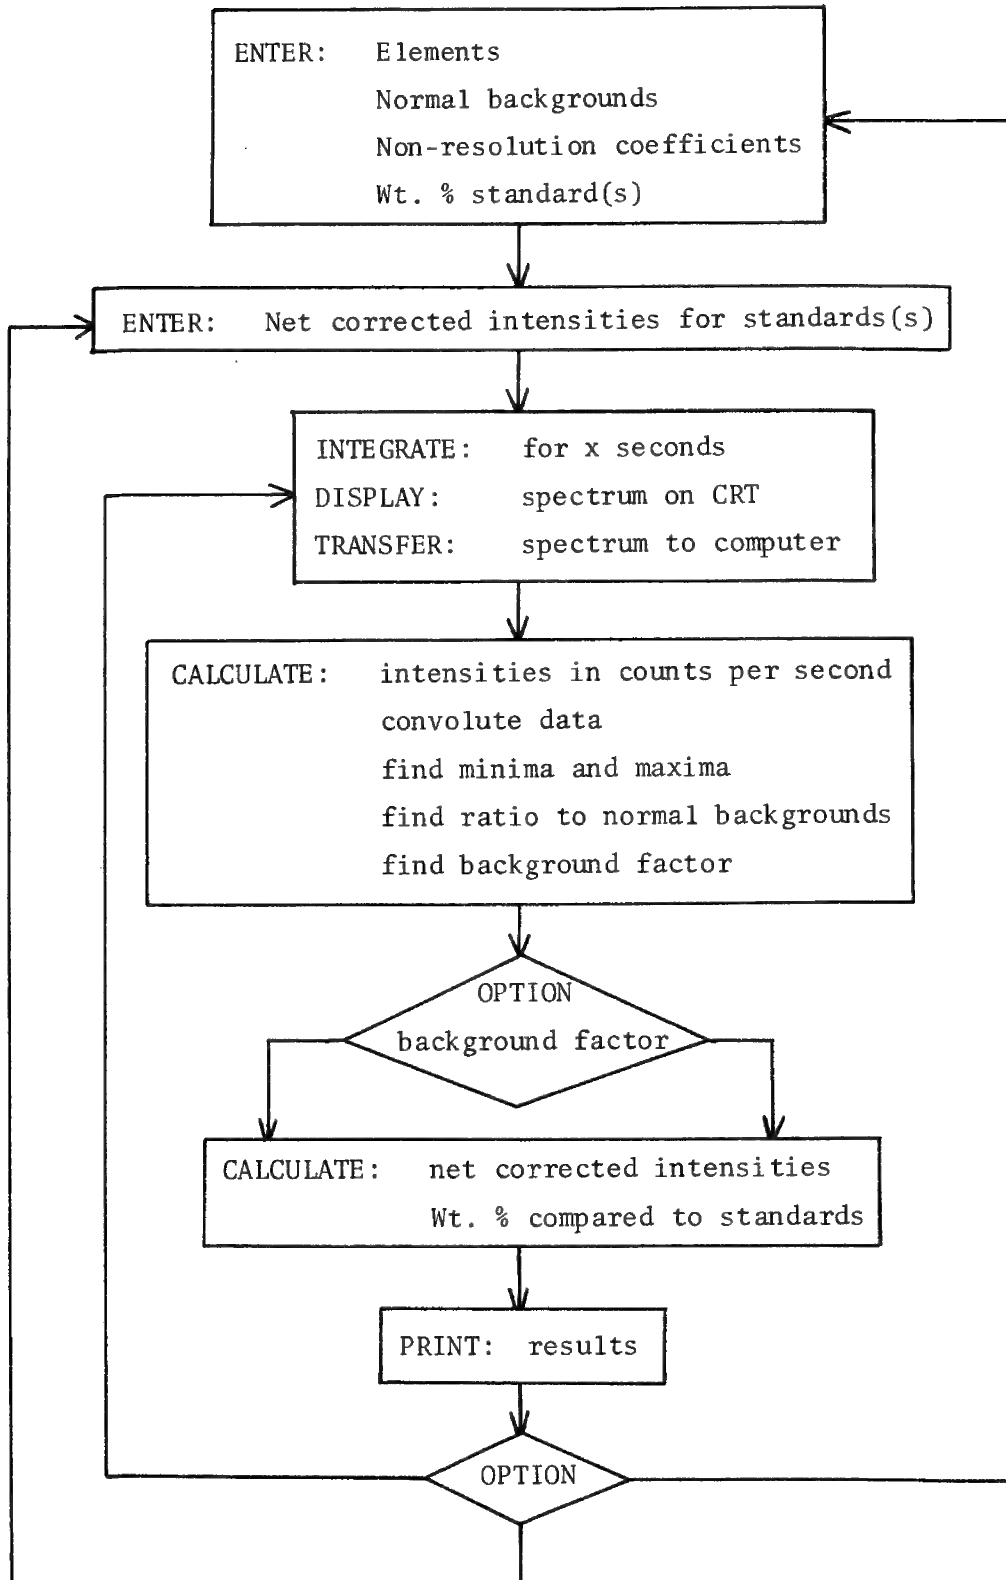 ENTER: Elements
Normal backgrounds
Non-resolution coefficients
Wt. % standard(s)
ENTER: Net corrected intensities for standards(s)
INTEGRATE: for x seconds
DISPLAY: spectrum on CRT
TRANSFER: spectrum to computer
CALCULATE: intensities in counts per second
convolute data
find minima and maxima
find ratio to normal backgrounds
find background factor
OPTION
background factor
CALCULATE: net corrected intensities
Wt. % compared to standards
PRINT: results
OPTION